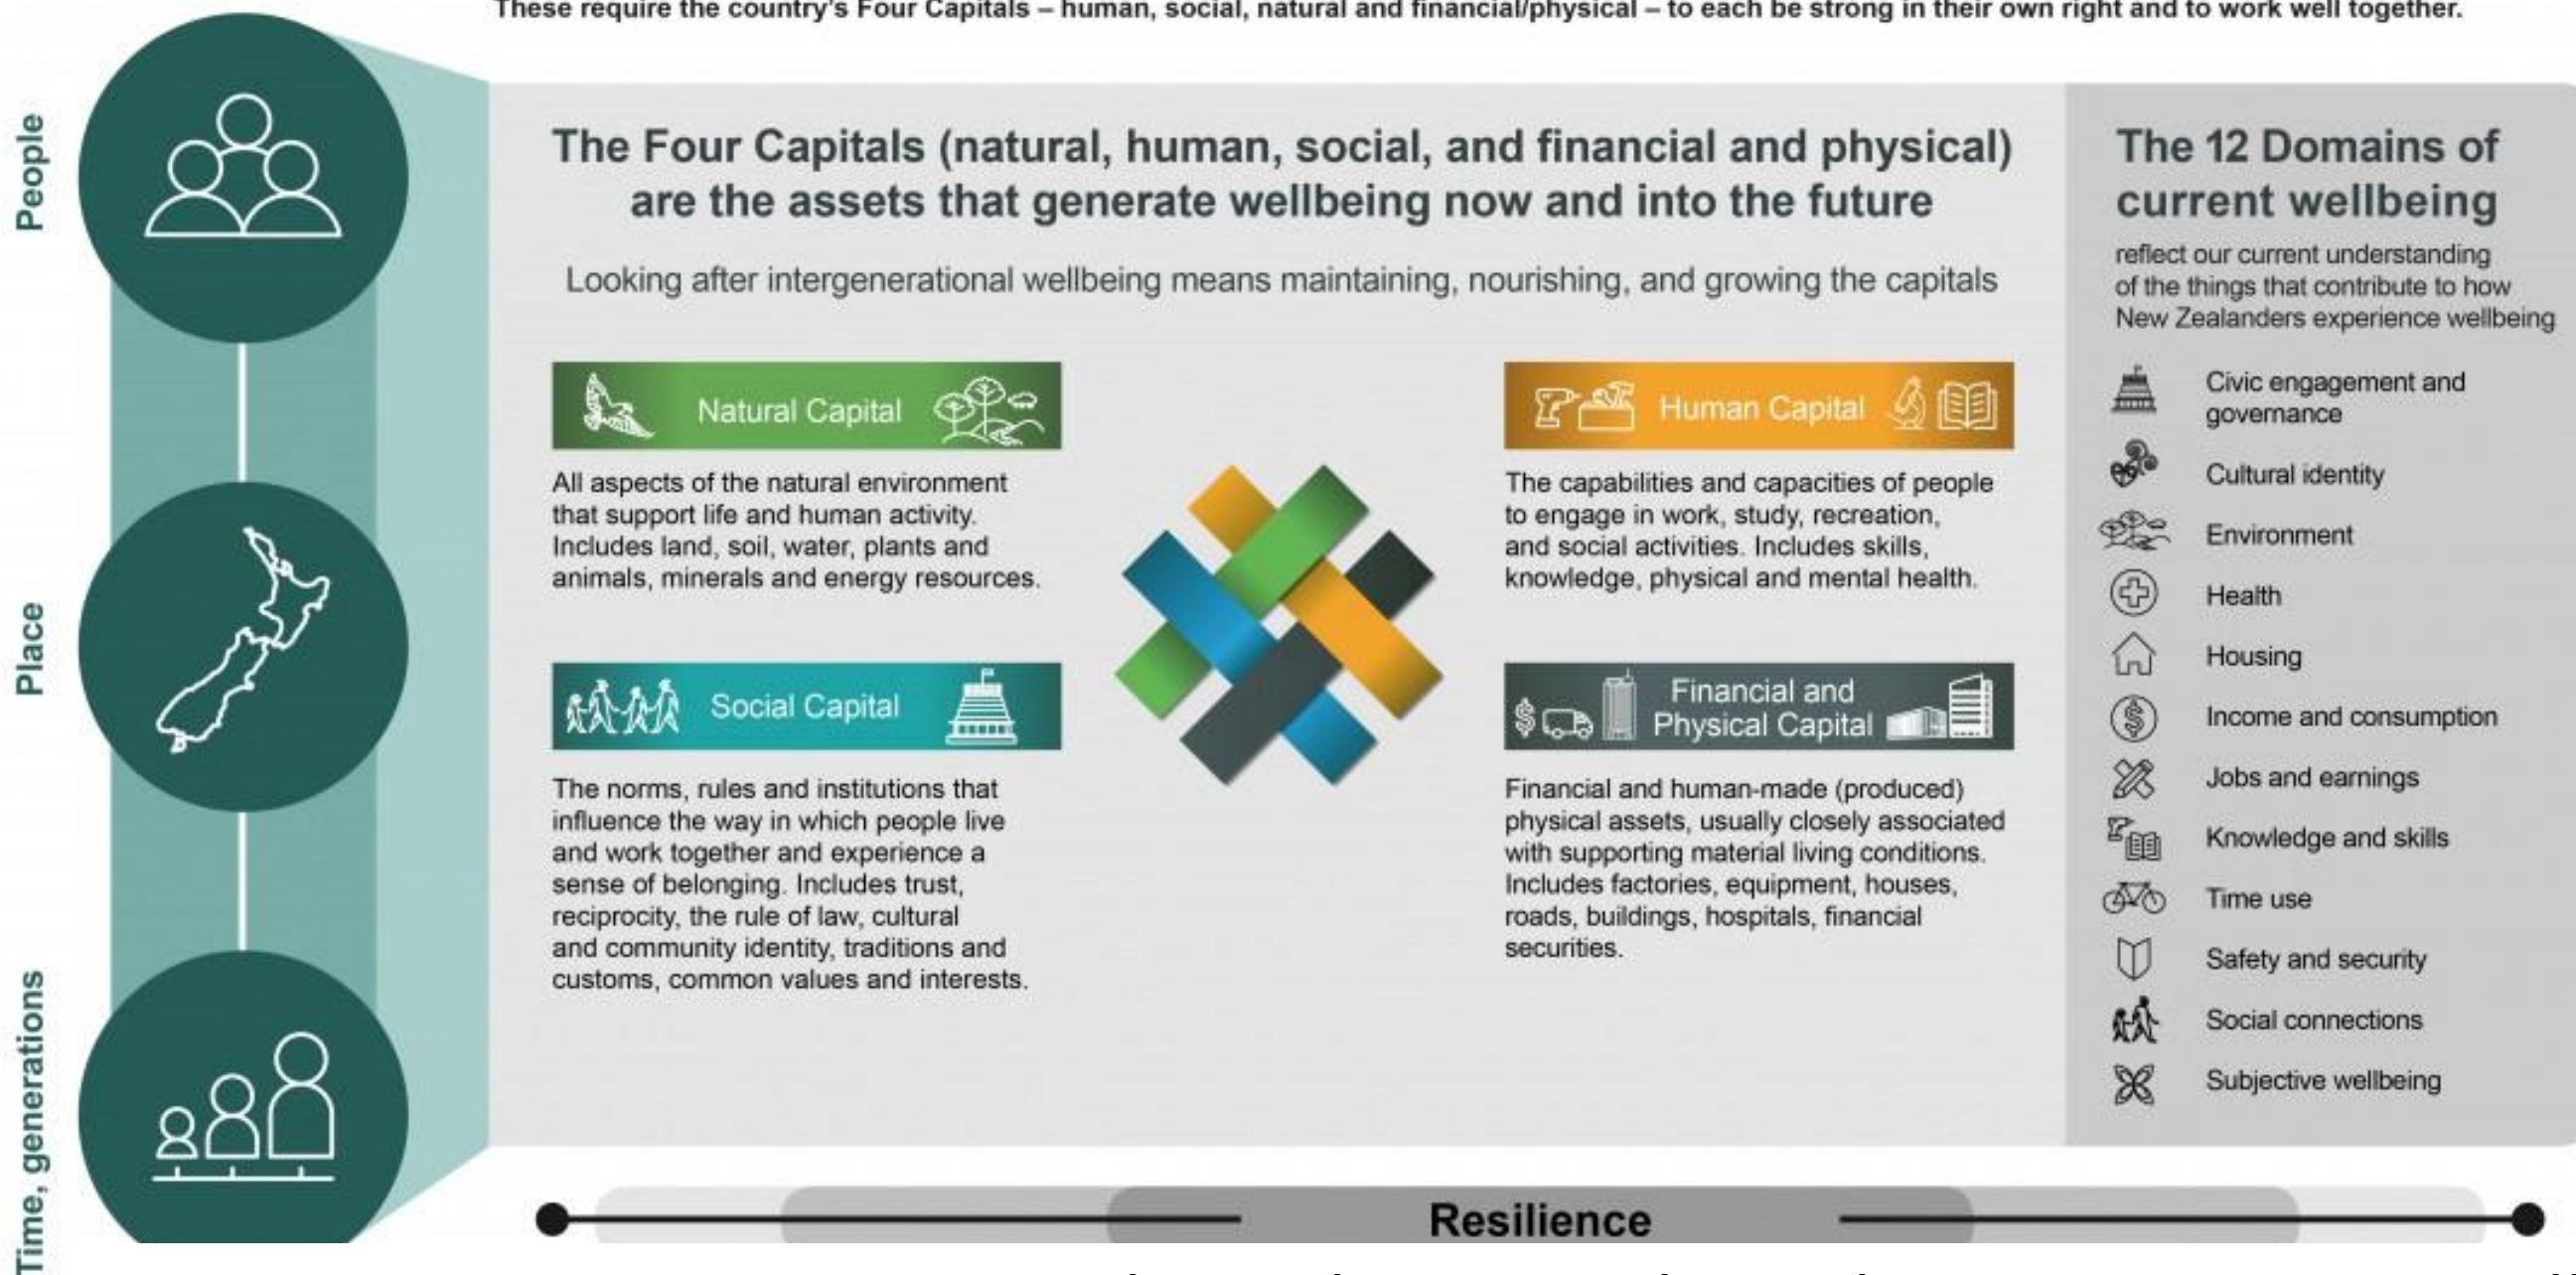 These require the country's Four Capitals – human, social, natural and financial/physical – to each be strong in their own right and to work well together.
People
Place
Time, generations
The Four Capitals (natural, human, social, and financial and physical)
are the assets that generate wellbeing now and into the future
Looking after intergenerational wellbeing means maintaining, nourishing, and growing the capitals
Natural Capital
All aspects of the natural environment
that support life and human activity.
Includes land, soil, water, plants and
animals, minerals and energy resources.
Human Capital
The capabilities and capacities of people
to engage in work, study, recreation,
and social activities. Includes skills,
knowledge, physical and mental health.
Social Capital
The norms, rules and institutions that
influence the way in which people live
and work together and experience a
sense of belonging. Includes trust,
reciprocity, the rule of law, cultural
and community identity, traditions and
customs, common values and interests.
Financial and
Physical Capital
Financial and human-made (produced)
physical assets, usually closely associated
with supporting material living conditions.
Includes factories, equipment, houses,
roads, buildings, hospitals, financial
securities.
The 12 Domains of
current wellbeing
reflect our current understanding
of the things that contribute to how
New Zealanders experience wellbeing
Civic engagement and
governance
Cultural identity
Environment
Health
Housing
Income and consumption
Jobs and earnings
Knowledge and skills
Time use
Safety and security
Social connections
Subjective wellbeing
Resilience